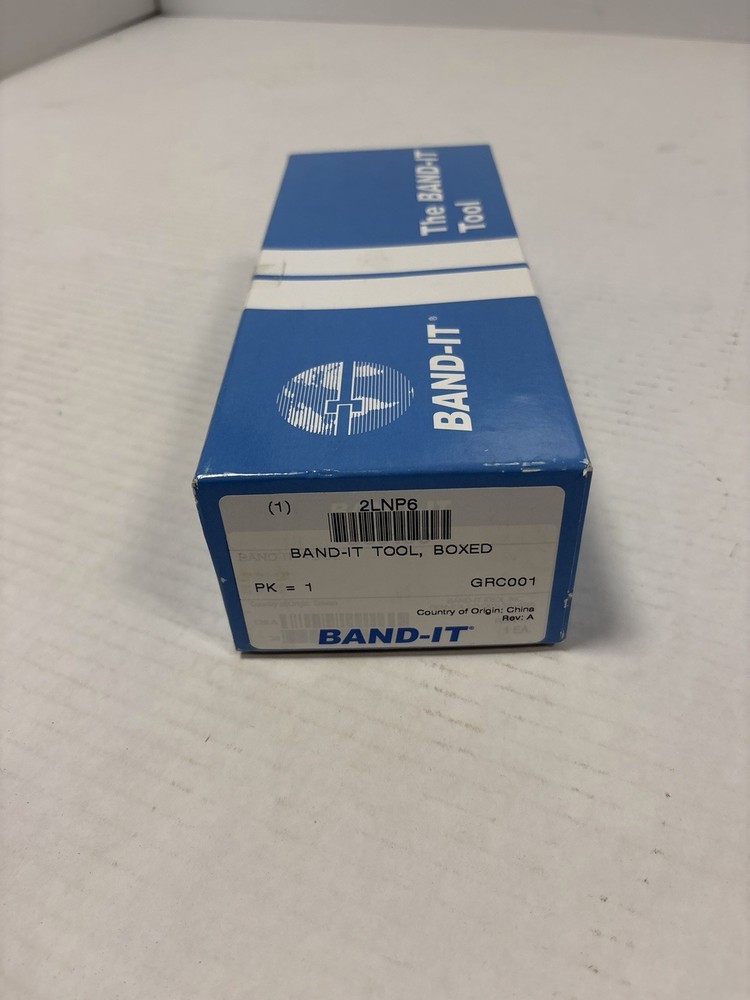 The BAND-IT
Tool
BAND-IT®
(1) 2LNP6
BAND-IT TOOL, BOXED
PK = 1 GRC001
Country of Origin: China
Rev: A
BAND-IT®